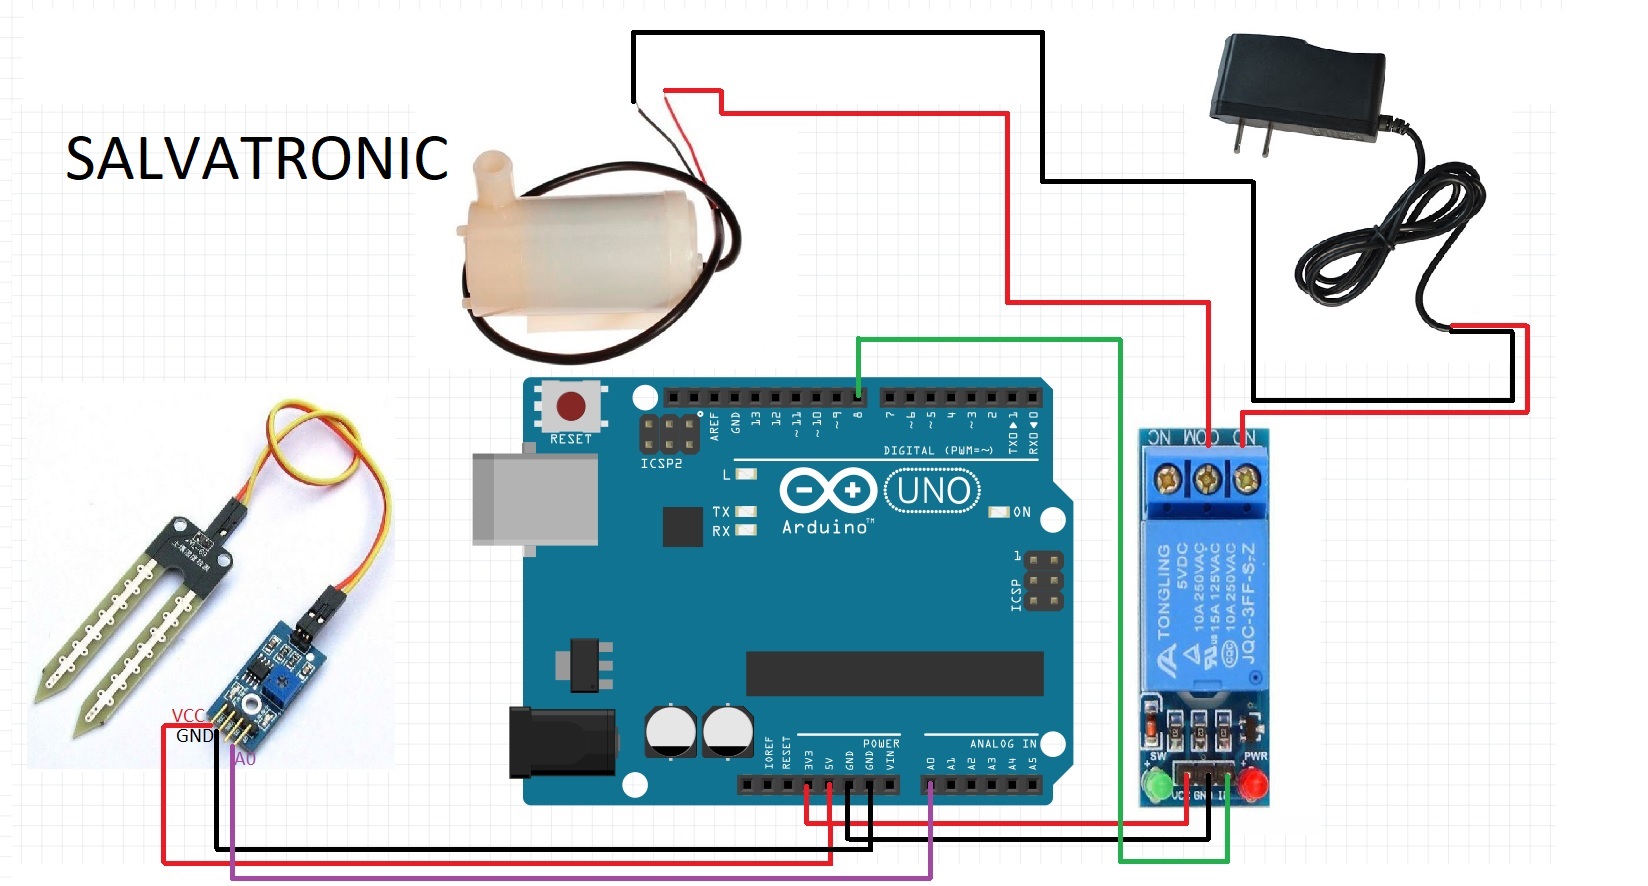 SALVATRONIC
RESET
ICSP2
AREF
GND
13
12
~11
~10
~9
8
7
~6
~5
4
~3
2
TX0▶1
RX0◀0
DIGITAL (PWM=~)
L
TX
RX
UNO
Arduino™
ON
1
ICSP
NC COM NO
TONGLING
5VDC
10A 250VAC
15A 125VAC
10A 250VAC
JQC-3FF-S-Z
SW
PWR
VCC GND IN
VCC
GND
A0
POWER
ANALOG IN
IOREF
RESET
3V3
5V
GND
GND
VIN
A0
A1
A2
A3
A4
A5